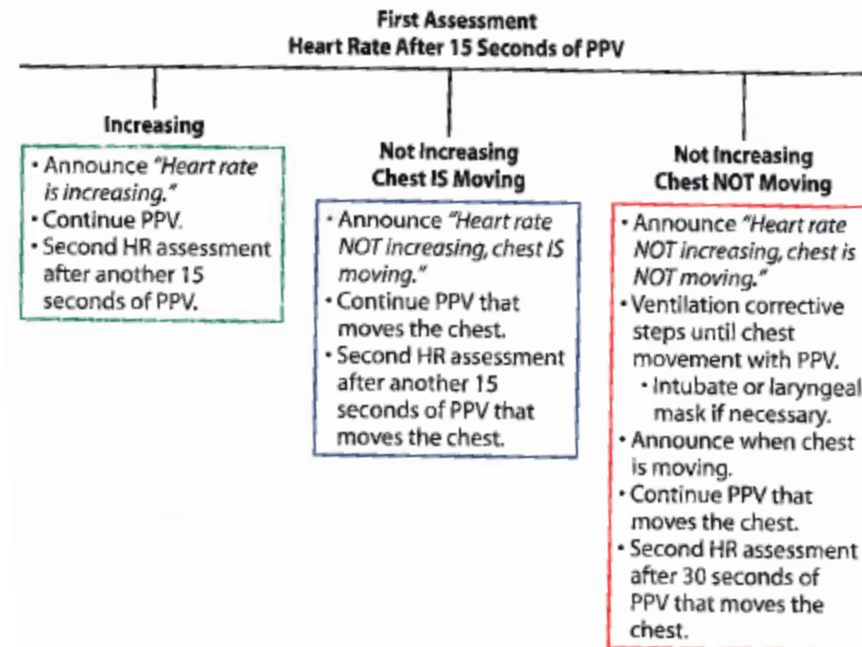 First Assessment
Heart Rate After 15 Seconds of PPV
Increasing
• Announce "Heart rate
is increasing."
• Continue PPV.
• Second HR assessment
after another 15
seconds of PPV.
Not Increasing
Chest IS Moving
• Announce "Heart rate
NOT increasing, chest IS
moving."
• Continue PPV that
moves the chest.
• Second HR assessment
after another 15
seconds of PPV that
moves the chest.
Not Increasing
Chest NOT Moving
• Announce "Heart rate
NOT increasing, chest is
NOT moving."
• Ventilation corrective
steps until chest
movement with PPV.
• Intubate or laryngeal
mask if necessary.
• Announce when chest
is moving.
• Continue PPV that
moves the chest.
• Second HR assessment
after 30 seconds of
PPV that moves the
chest.